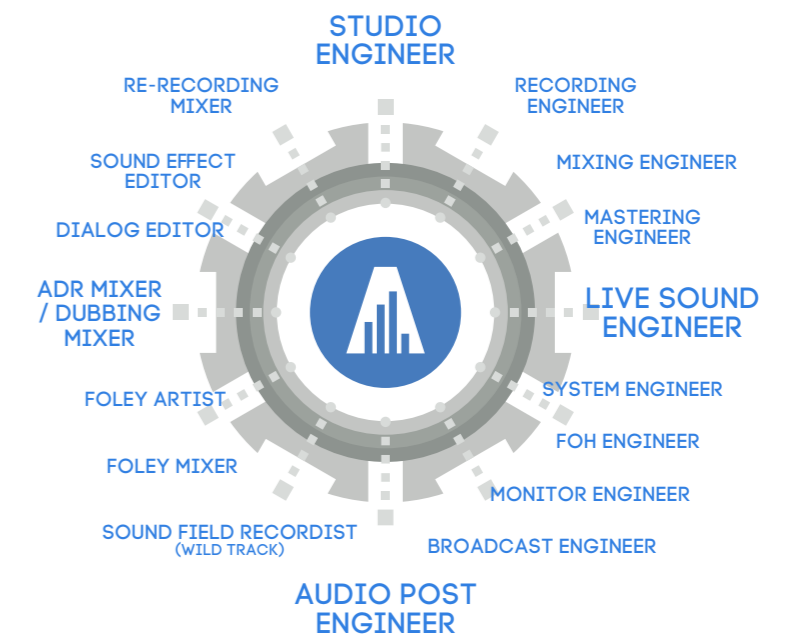 STUDIO
ENGINEER
RE-RECORDING
MIXER
RECORDING
ENGINEER
SOUND EFFECT
EDITOR
MIXING ENGINEER
DIALOG EDITOR
MASTERING
ENGINEER
ADR MIXER
/ DUBBING
MIXER
LIVE SOUND
ENGINEER
FOLEY ARTIST
SYSTEM ENGINEER
FOH ENGINEER
FOLEY MIXER
MONITOR ENGINEER
SOUND FIELD RECORDIST
(WILD TRACK)
BROADCAST ENGINEER
AUDIO POST
ENGINEER